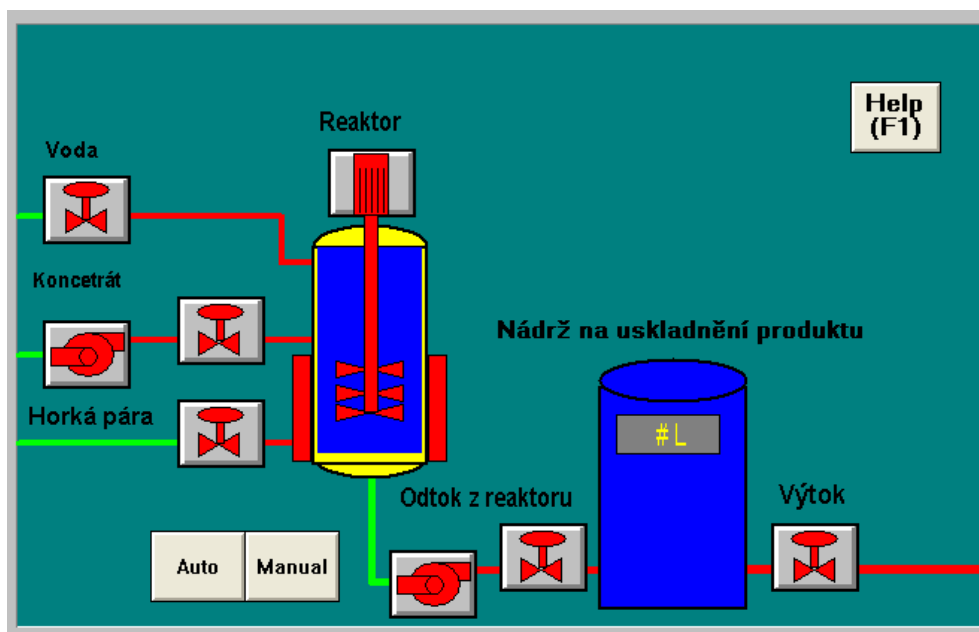 Help
(F1)
Reaktor
Voda
Koncetrát
Nádrž na uskladnění produktu
Horká pára
#L
Odtok z reaktoru
Výtok
Auto
Manual